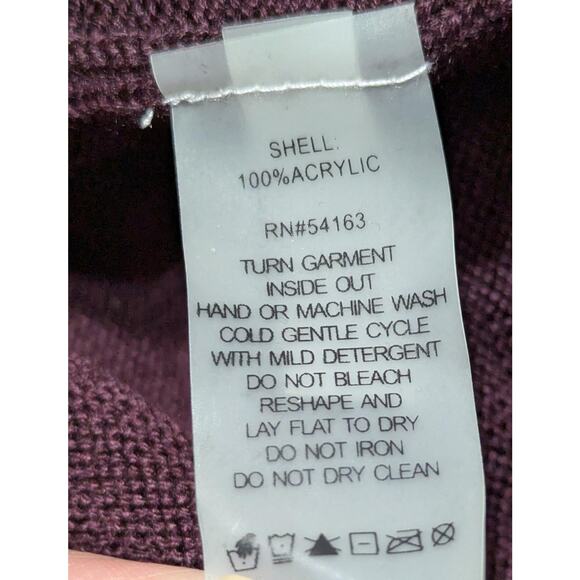 SHELL:
100%ACRYLIC
RN#54163
TURN GARMENT
INSIDE OUT
HAND OR MACHINE WASH
COLD GENTLE CYCLE
WITH MILD DETERGENT
DO NOT BLEACH
RESHAPE AND
LAY FLAT TO DRY
DO NOT IRON
DO NOT DRY CLEAN